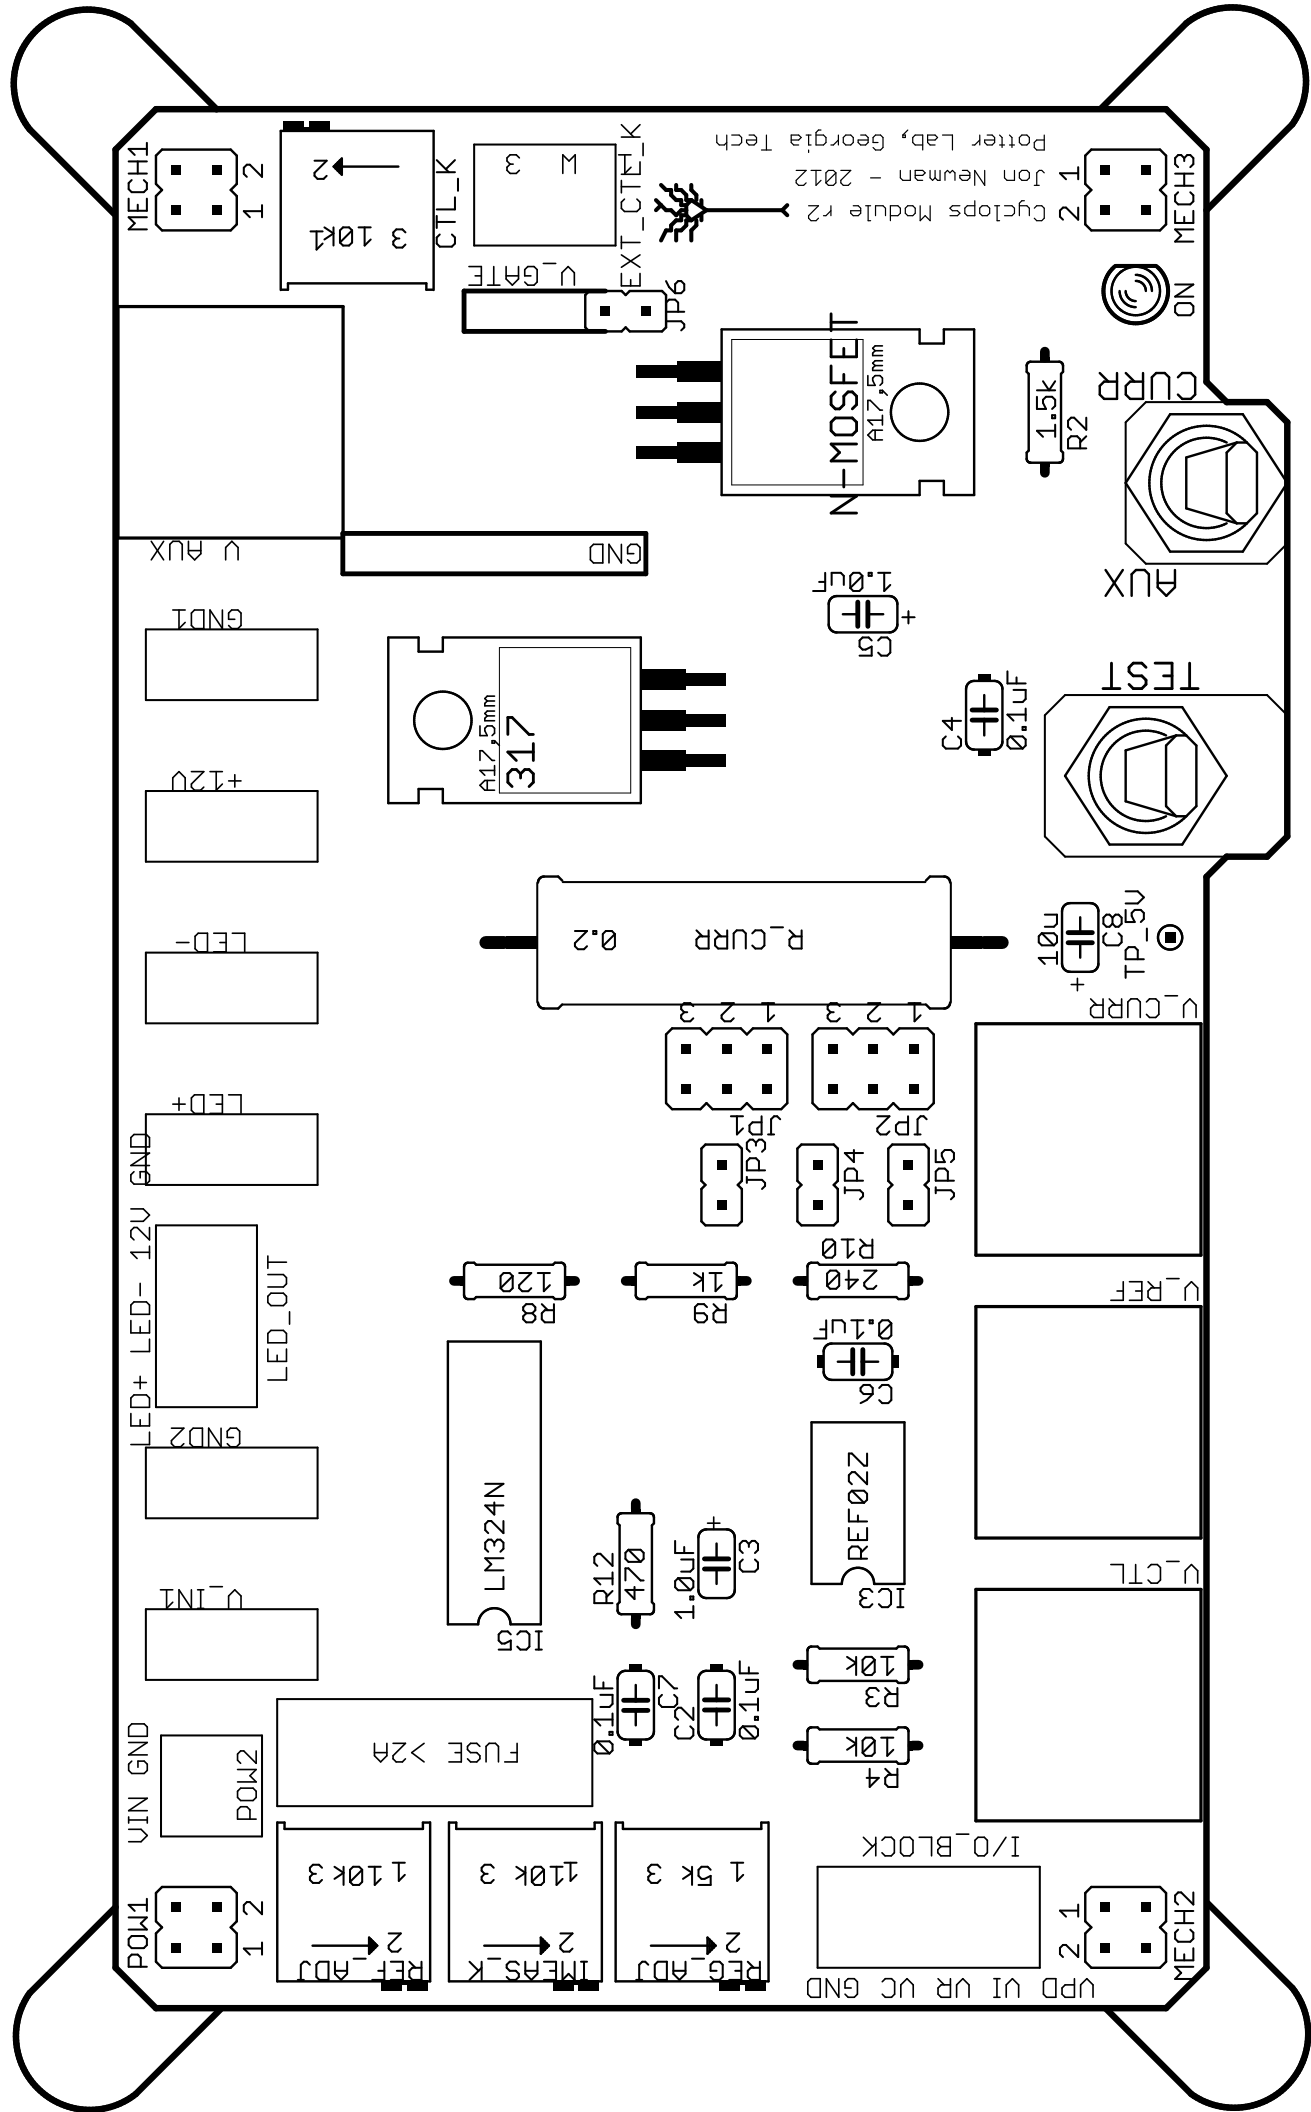 MECH1
1 2
2
3 10k1
CTL_K
3 W 1
EXT_CTL_K
Potter Lab, Georgia Tech
Jon Newman - 2012
Cyclops Module r2
1
2
MECH3
ON
V_GATE
JP6
N-MOSFET
A17,5mm
1.5k
R2
CURR
AUX
V AUX
GND
GND1
1.0uF
+
C5
TEST
C4
0.1uF
A17,5mm
317
+12V
LED-
0.2
R_CURR
10u
C8
+
TP_5V
V_CURR
3 2 1
3 2 1
JP1
JP2
JP3
JP4
JP5
LED+
LED+ LED- 12V GND
LED_OUT
120
R8
1k
R9
R10
240
0.1uF
C6
V_REF
GND2
LM324N
IC5
R12
470
1.0uF
+
C3
REF02Z
IC3
V_CTL
V_IN1
10k
R3
10k
R4
0.1uF
C7
C2
0.1uF
FUSE >2A
VIN GND
POW2
I/O_BLOCK
POW1
1 2
1 10k 3
2
REF_ADJ
1 10k 3
2
IMEAS_K
1 5k 3
2
REG_ADJ
1
2
MECH2
VPD VI VR VC GND